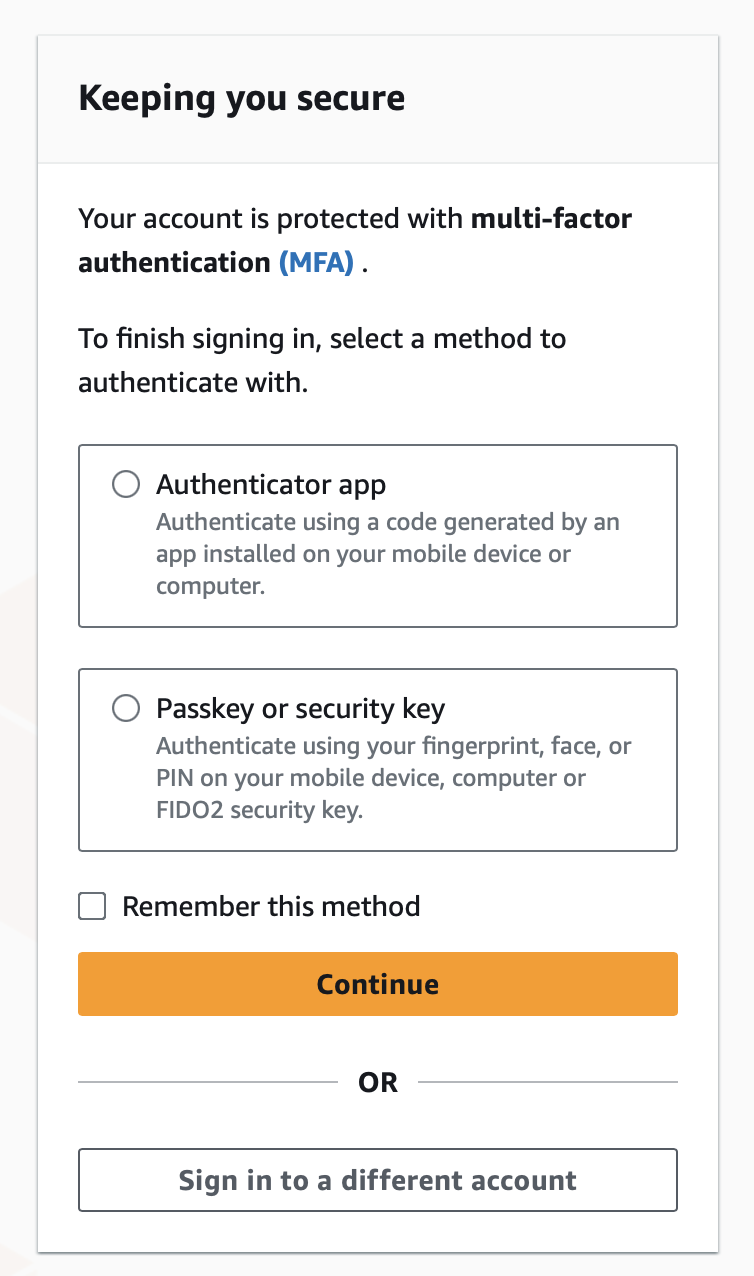 Keeping you secure
Your account is protected with multi-factor
authentication (MFA) .
To finish signing in, select a method to
authenticate with.
Authenticator app
Authenticate using a code generated by an
app installed on your mobile device or
computer.
Passkey or security key
Authenticate using your fingerprint, face, or
PIN on your mobile device, computer or
FIDO2 security key.
Remember this method
Continue
OR
Sign in to a different account